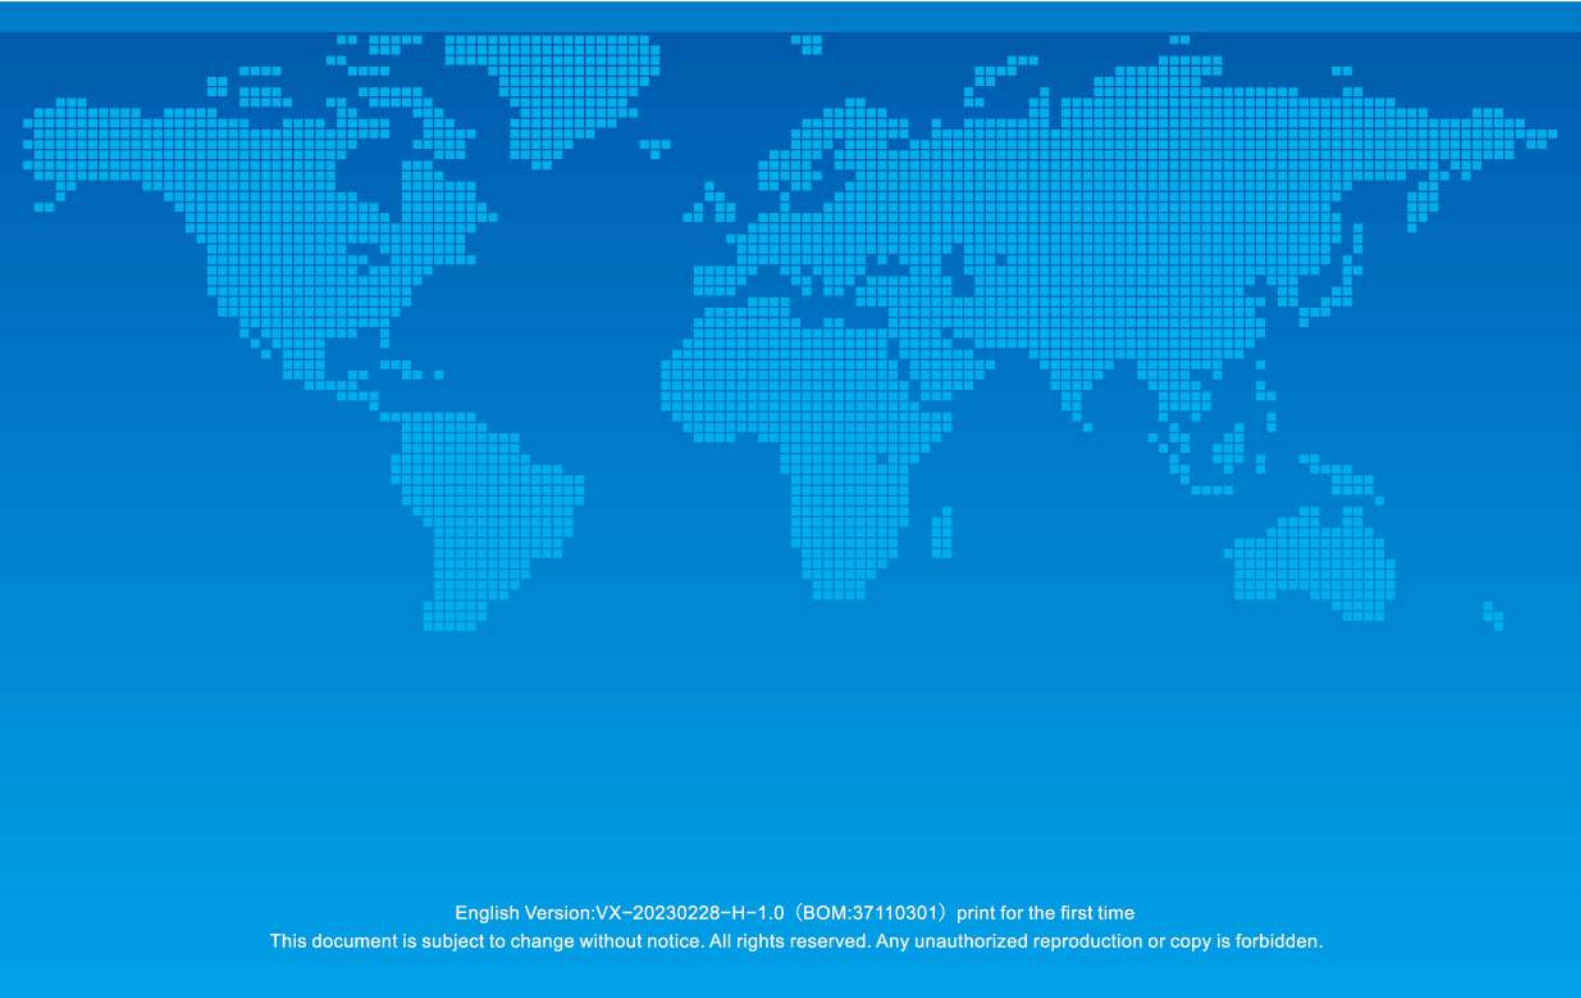 English Version:VX-20230228-H-1.0（BOM:37110301）print for the first time
This document is subject to change without notice. All rights reserved. Any unauthorized reproduction or copy is forbidden.